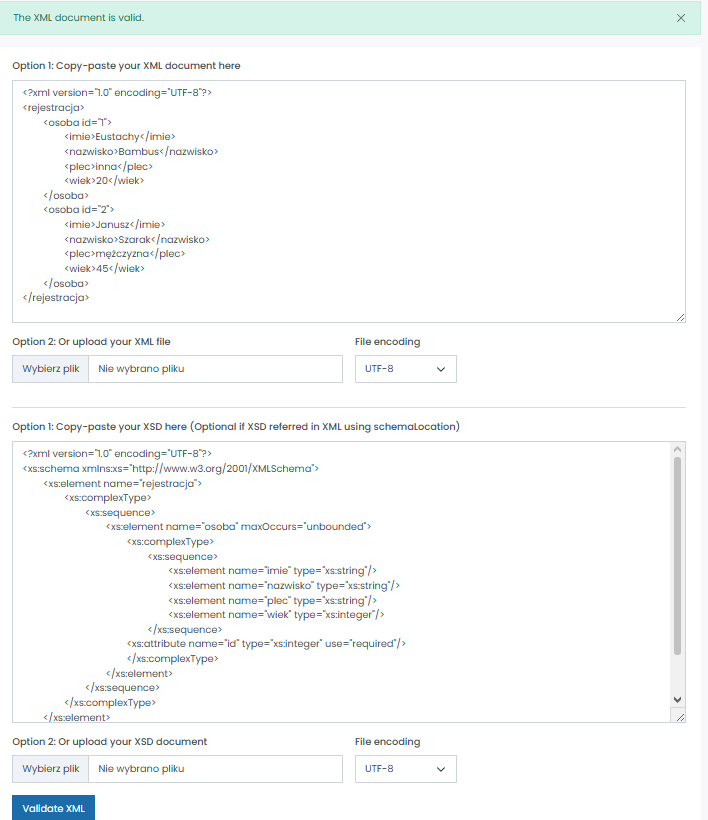 The XML document is valid.
Option 1: Copy-paste your XML document here
<?xml version="1.0" encoding="UTF-8"?>
<rejestracja>
<osoba id="1">
<imie>Eustachy</imie>
<nazwisko>Bambus</nazwisko>
<plec>inna</plec>
<wiek>20</wiek>
</osoba>
<osoba id="2">
<imie>Janusz</imie>
<nazwisko>Szarak</nazwisko>
<plec>mężczyzna</plec>
<wiek>45</wiek>
</osoba>
</rejestracja>
Option 2: Or upload your XML file
File encoding
Wybierz plik Nie wybrano pliku
UTF-8
Option 1: Copy-paste your XSD here (Optional if XSD referred in XML using schemaLocation)
<?xml version="1.0" encoding="UTF-8"?>
<xs:schema xmlns:xs="http://www.w3.org/2001/XMLSchema">
<xs:element name="rejestracja">
<xs:complexType>
<xs:sequence>
<xs:element name="osoba" maxOccurs="unbounded">
<xs:complexType>
<xs:sequence>
<xs:element name="imie" type="xs:string"/>
<xs:element name="nazwisko" type="xs:string"/>
<xs:element name="plec" type="xs:string"/>
<xs:element name="wiek" type="xs:integer"/>
</xs:sequence>
<xs:attribute name="id" type="xs:integer" use="required"/>
</xs:complexType>
</xs:element>
</xs:sequence>
</xs:complexType>
</xs:element>
Option 2: Or upload your XSD document
File encoding
Wybierz plik Nie wybrano pliku
UTF-8
Validate XML